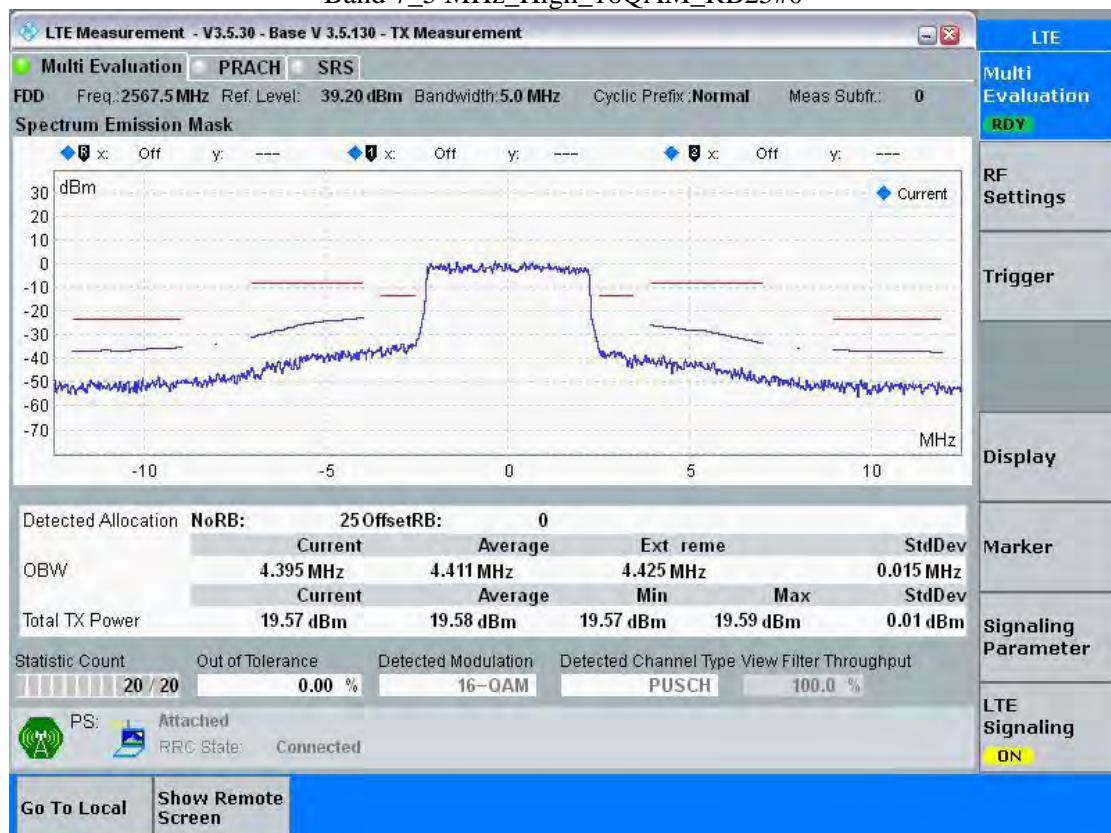 Band 7_5 MHz_High_16QAM_RB25#0
LTE Measurement - V3.5.30 - Base V 3.5.130 - TX Measurement
LTE
Multi Evaluation PRACH SRS
Multi Evaluation
RDY
FDD Freq.:2567.5 MHz Ref. Level: 39.20 dBm Bandwidth:5.0 MHz Cyclic Prefix :Normal Meas Subfr.: 0
Spectrum Emission Mask
R x: Off y: --- 1 x: Off y: --- 2 x: Off y: ---
dBm
Current
30
20
10
0
-10
-20
-30
-40
-50
-60
-70
MHz
-10 -5 0 5 10
RF Settings
Trigger
Display
Marker
Signaling Parameter
LTE Signaling
ON
Detected Allocation NoRB: 25 OffsetRB: 0
Current Average Ext reme StdDev
OBW 4.395 MHz 4.411 MHz 4.425 MHz 0.015 MHz
Current Average Min Max StdDev
Total TX Power 19.57 dBm 19.58 dBm 19.57 dBm 19.59 dBm 0.01 dBm
Statistic Count Out of Tolerance Detected Modulation Detected Channel Type View Filter Throughput
20 / 20 0.00 % 16-QAM PUSCH 100.0 %
PS: Attached
RRC State: Connected
Go To Local
Show Remote Screen